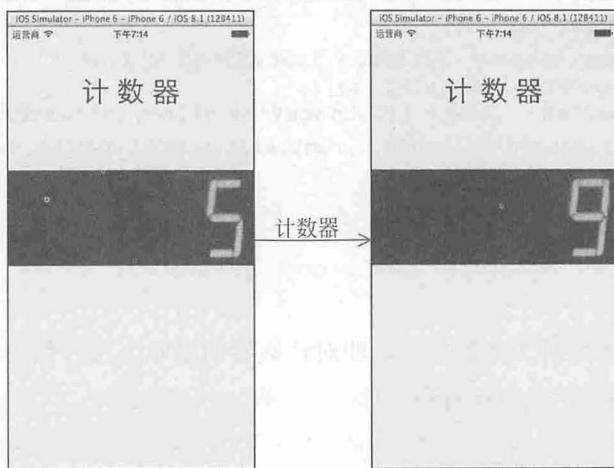 iOS Simulator - iPhone 6 - iPhone 6 / iOS 8.1 (12B411)
运营商 下午7:14
计数器
5
计数器
iOS Simulator - iPhone 6 - iPhone 6 / iOS 8.1 (12B411)
运营商 下午7:14
计数器
9